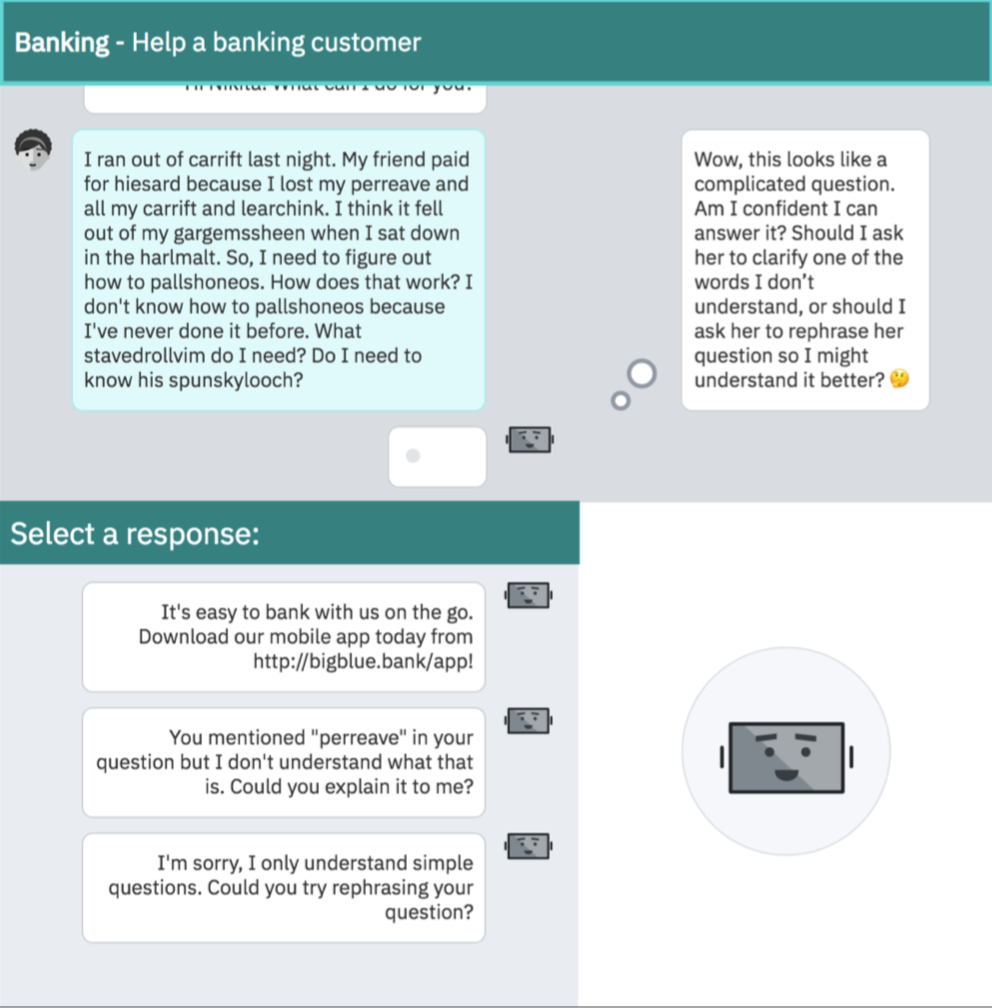 Banking - Help a banking customer
Hi Nikita! What can I do for you?
I ran out of carrift last night. My friend paid
for hiesard because I lost my perreave and
all my carrift and learchink. I think it fell
out of my gargemssheen when I sat down
in the harlmalt. So, I need to figure out
how to pallshoneos. How does that work? I
don't know how to pallshoneos because
I've never done it before. What
stavedrollvim do I need? Do I need to
know his spunskylooch?
Wow, this looks like a
complicated question.
Am I confident I can
answer it? Should I ask
her to clarify one of the
words I don’t
understand, or should I
ask her to rephrase her
question so I might
understand it better? 🤔
Select a response:
It's easy to bank with us on the go.
Download our mobile app today from
http://bigblue.bank/app!
You mentioned "perreave" in your
question but I don't understand what that
is. Could you explain it to me?
I'm sorry, I only understand simple
questions. Could you try rephrasing your
question?